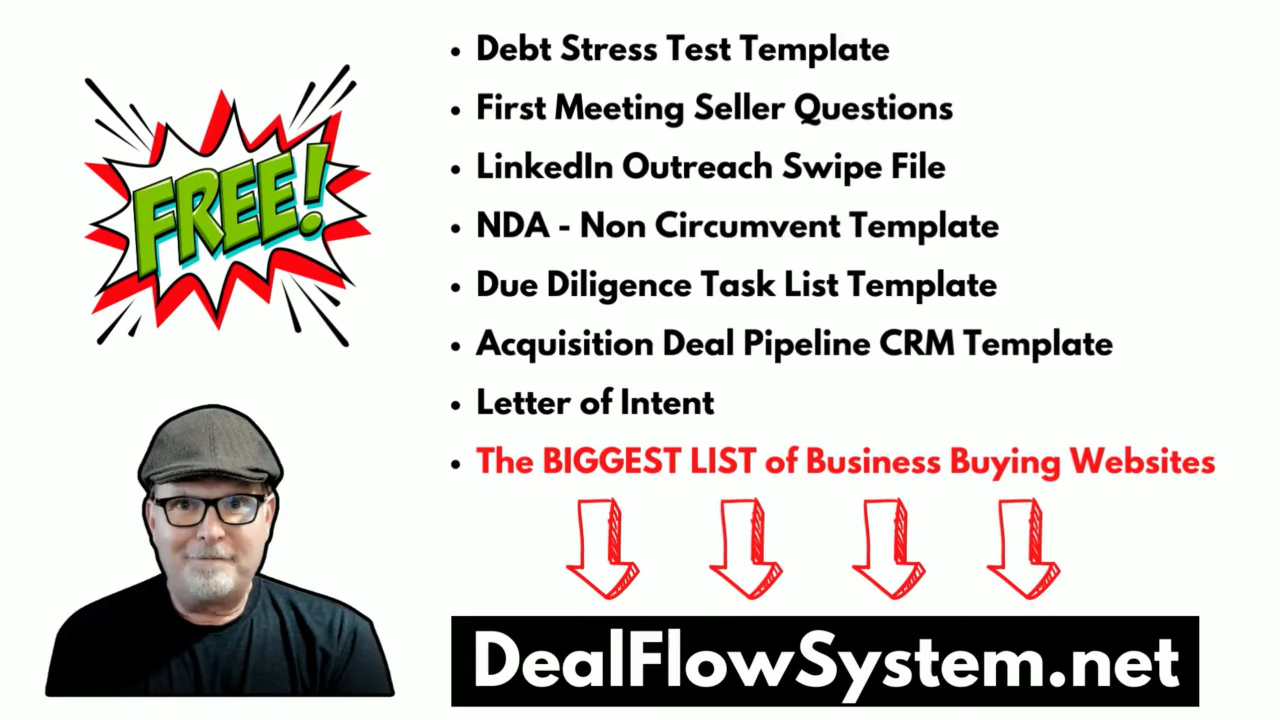 FREE!
• Debt Stress Test Template
• First Meeting Seller Questions
• LinkedIn Outreach Swipe File
• NDA - Non Circumvent Template
• Due Diligence Task List Template
• Acquisition Deal Pipeline CRM Template
• Letter of Intent
• The BIGGEST LIST of Business Buying Websites
DealFlowSystem.net